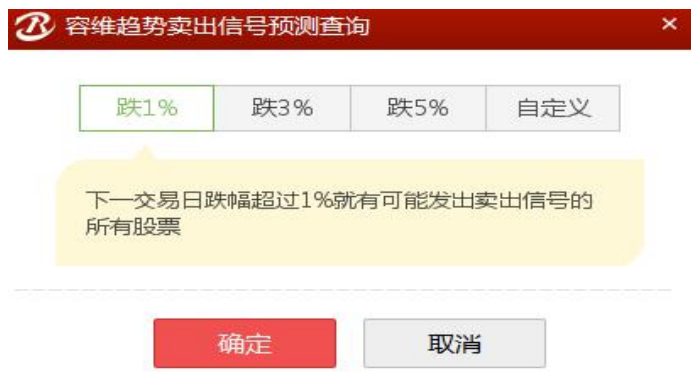 R 容维趋势卖出信号预测查询 ×
跌1% 跌3% 跌5% 自定义
下一交易日跌幅超过1%就有可能发出卖出信号的
所有股票
确定 取消